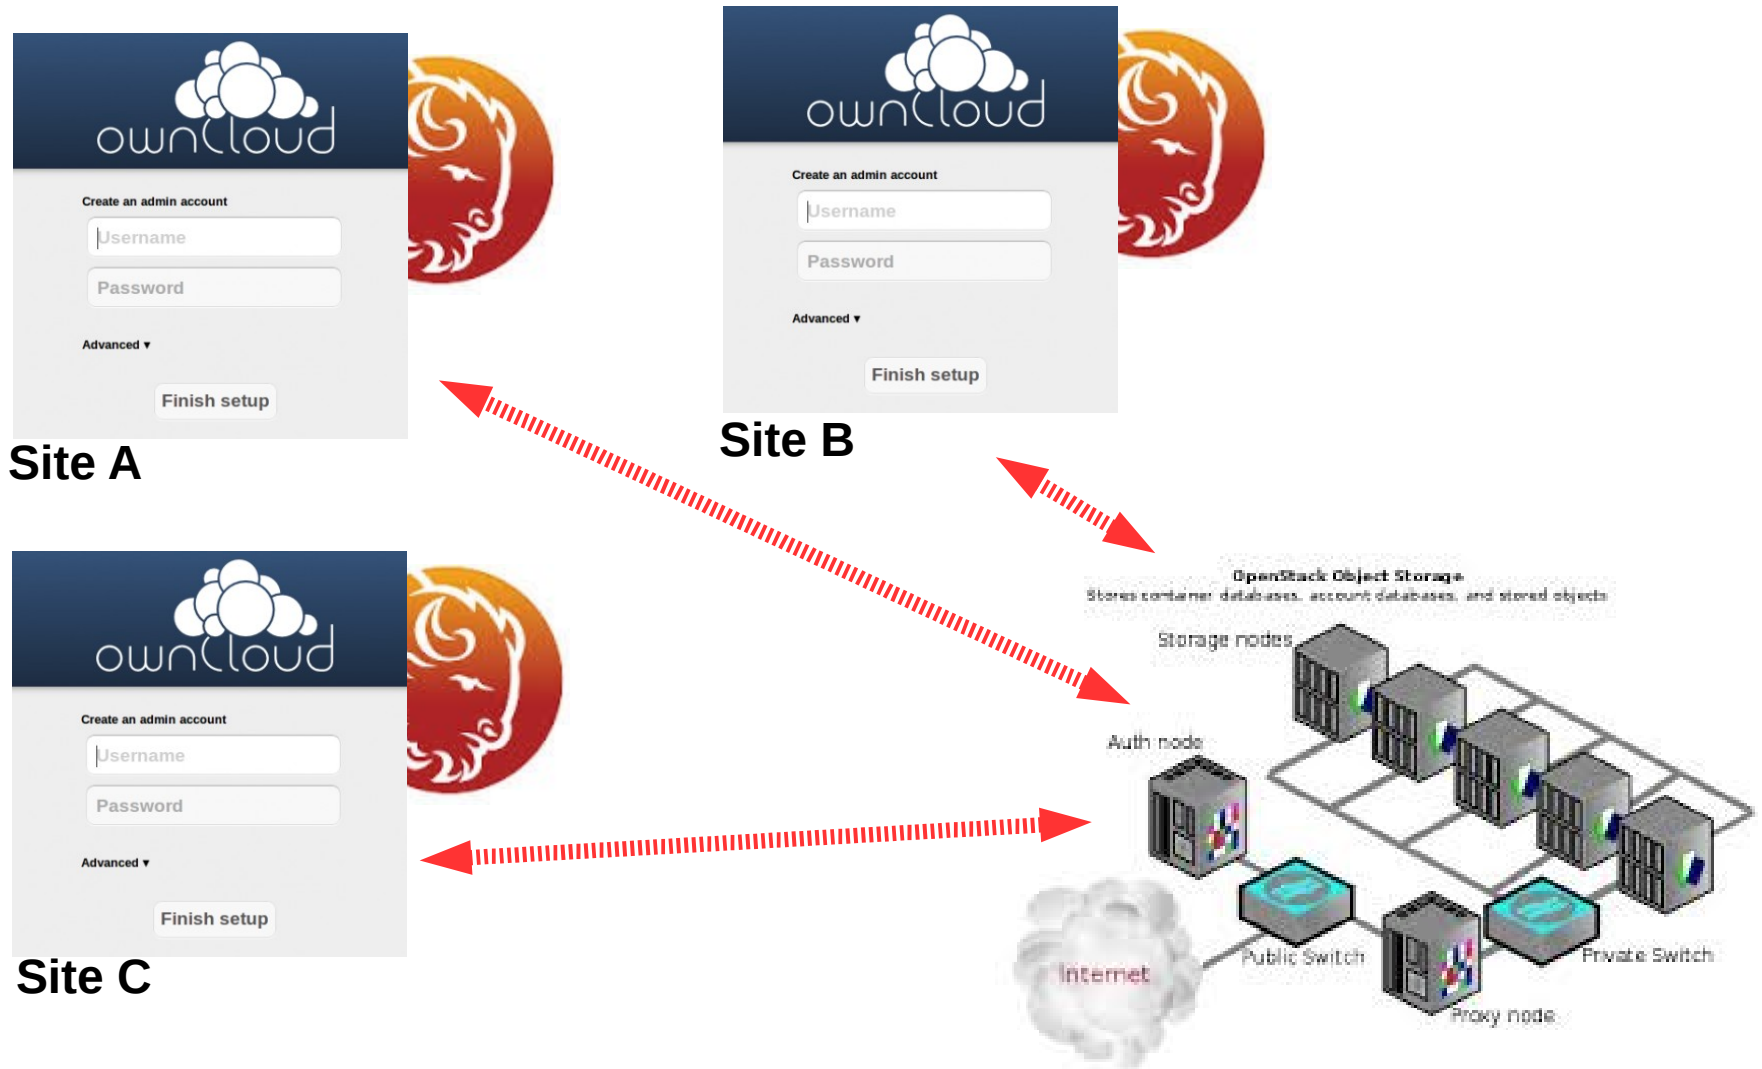 ownCloud
Create an admin account
Username
Password
Advanced ▾
Finish setup
Site A
ownCloud
Create an admin account
Username
Password
Advanced ▾
Finish setup
Site B
ownCloud
Create an admin account
Username
Password
Advanced ▾
Finish setup
Site C
OpenStack Object Storage
Stores container databases, account databases, and stored objects
Storage nodes
Auth node
Internet
Public Switch
Private Switch
Proxy node